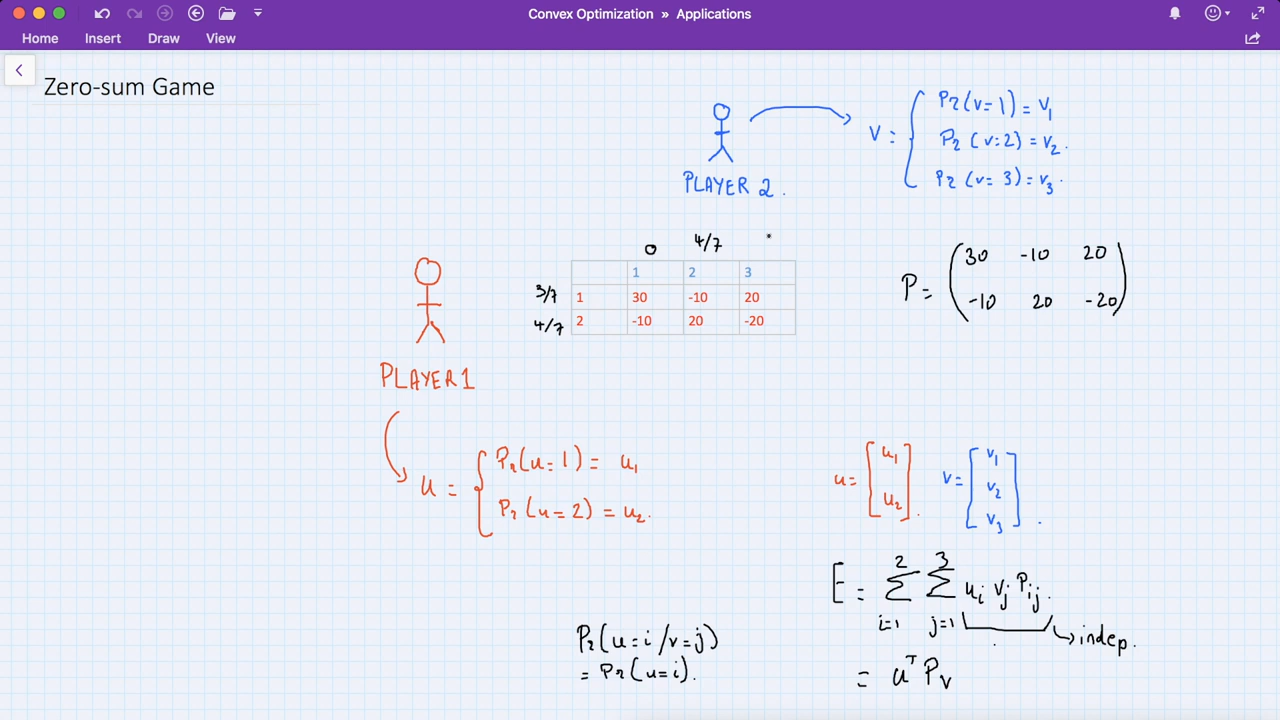 Convex Optimization » Applications
Home Insert Draw View
Zero-sum Game
PLAYER 2.
v = { Pr(v=1) = v₁
Pr(v=2) = v₂.
Pr(v=3) = v₃.
0 4/7
1 2 3
3/7 1 30 -10 20
4/7 2 -10 20 -20
P = ( 30 -10 20
-10 20 -20 )
PLAYER 1
u = { Pr(u=1) = u₁
Pr(u=2) = u₂.
u = [ u₁ u₂ ]. v = [ v₁ v₂ v₃ ].
E = Σ_{i=1}^{2} Σ_{j=1}^{3} uᵢ vⱼ Pᵢⱼ.
indep.
= uᵀ P v
Pr(u=i/v=j)
= Pr(u=i).